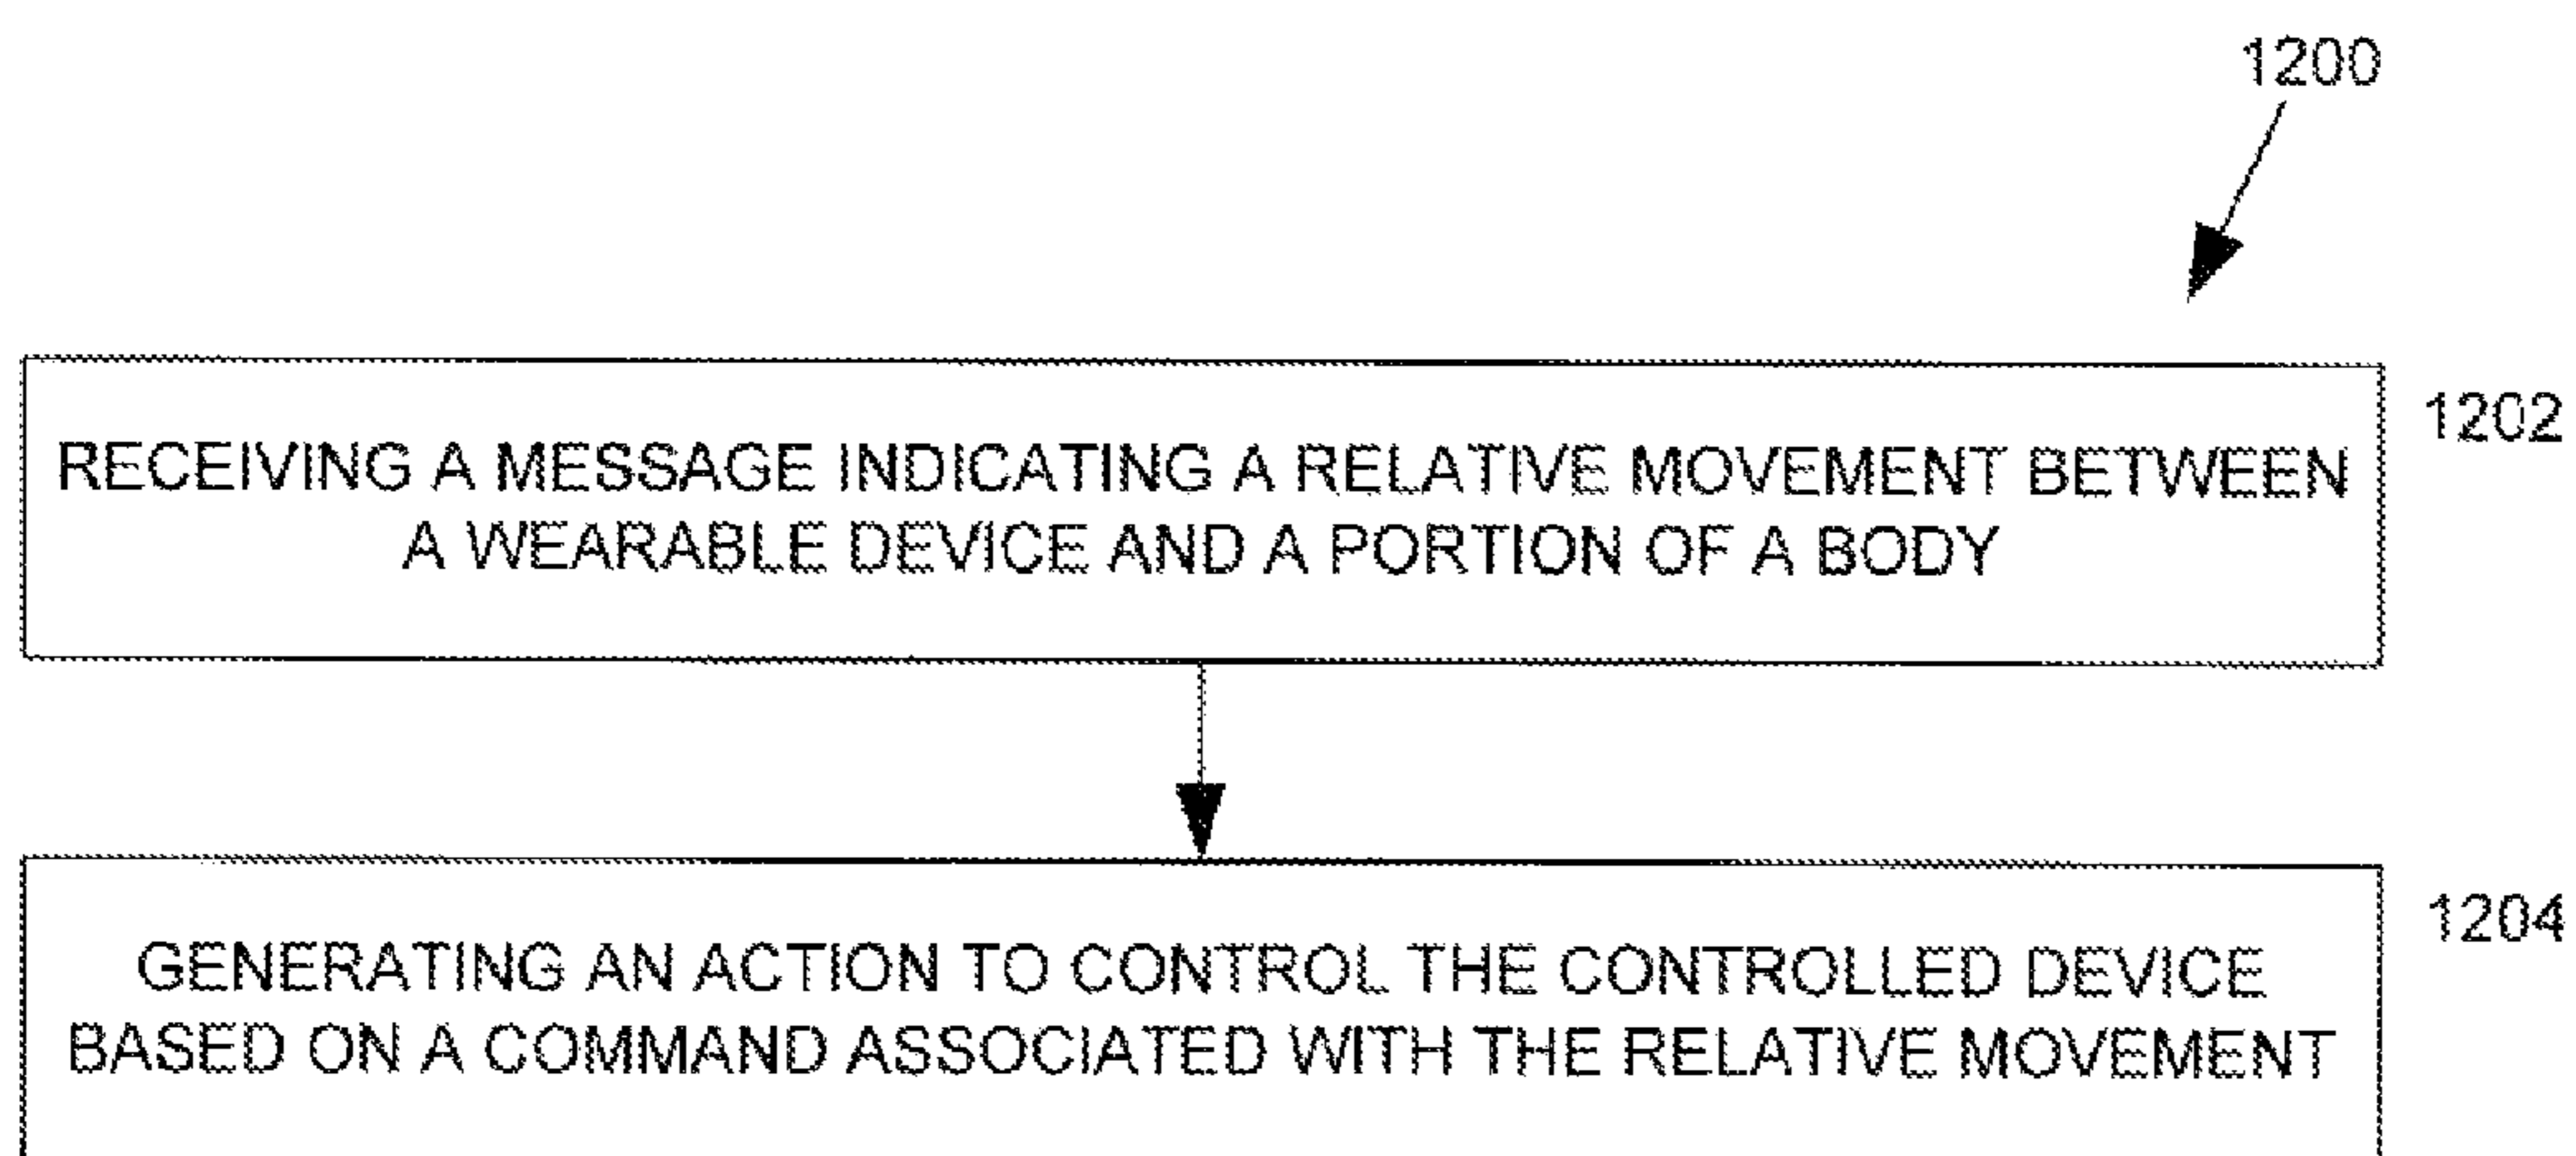 1200
RECEIVING A MESSAGE INDICATING A RELATIVE MOVEMENT BETWEEN
A WEARABLE DEVICE AND A PORTION OF A BODY
1202
GENERATING AN ACTION TO CONTROL THE CONTROLLED DEVICE
BASED ON A COMMAND ASSOCIATED WITH THE RELATIVE MOVEMENT
1204